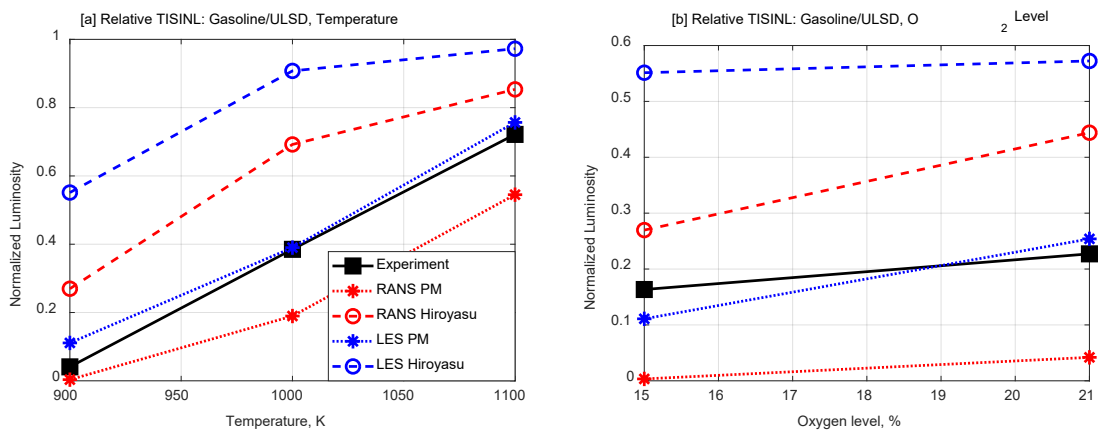 [a] Relative TISINL: Gasoline/ULSD, Temperature
1
0.8
0.6
0.4
0.2
0
Normalized Luminosity
900
950
1000
1050
1100
Temperature, K
Experiment
RANS PM
RANS Hiroyasu
LES PM
LES Hiroyasu
[b] Relative TISINL: Gasoline/ULSD, O2 Level
0.6
0.5
0.4
0.3
0.2
0.1
0
Normalized Luminosity
15
16
17
18
19
20
21
Oxygen level, %